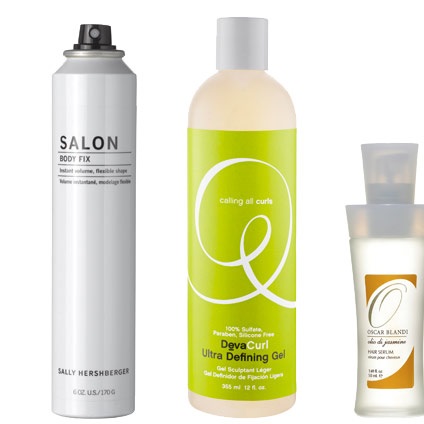 SALON
BODY FIX
Instant volume, flexible shape
Volume instantané, modelage flexible
SALLY HERSHBERGER
6 OZ. U.S./170 G
calling all curls
100% Sulfate,
Paraben, Silicone Free
DevaCurl
Ultra Defining Gel
Gel Sculptant Léger
Gel Definidor de Fijación Ligera
355 ml 12 fl. oz.
OSCAR BLANDI
olio di jasmine
HAIR SERUM